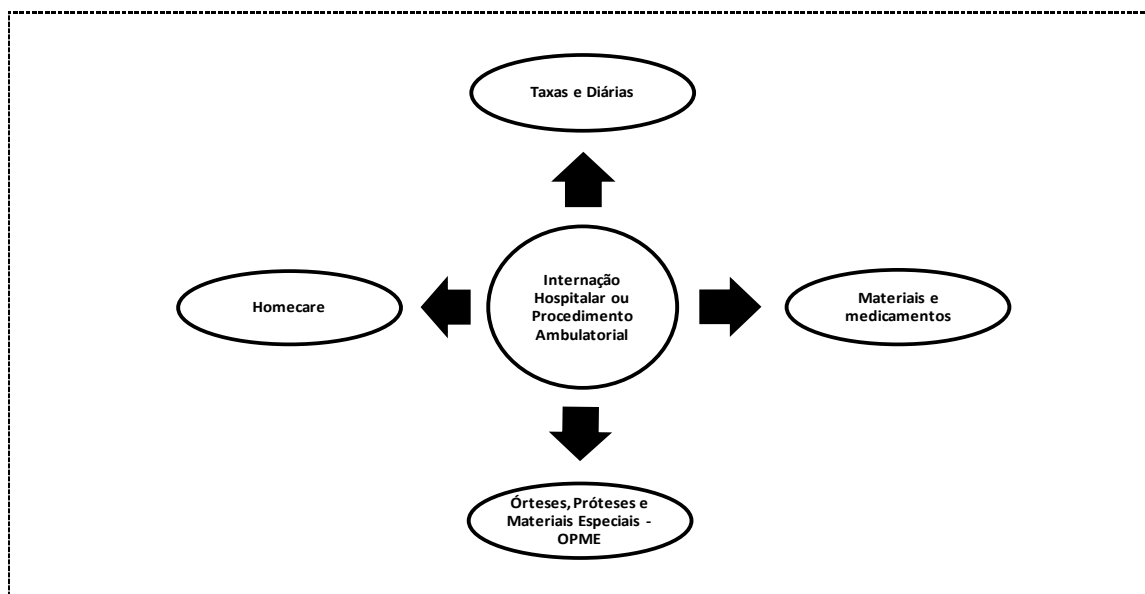 Taxas e Diárias
Internação
Hospitalar ou
Procedimento
Ambulatorial
Homecare
Materiais e
medicamentos
Órteses, Próteses e
Materiais Especiais -
OPME